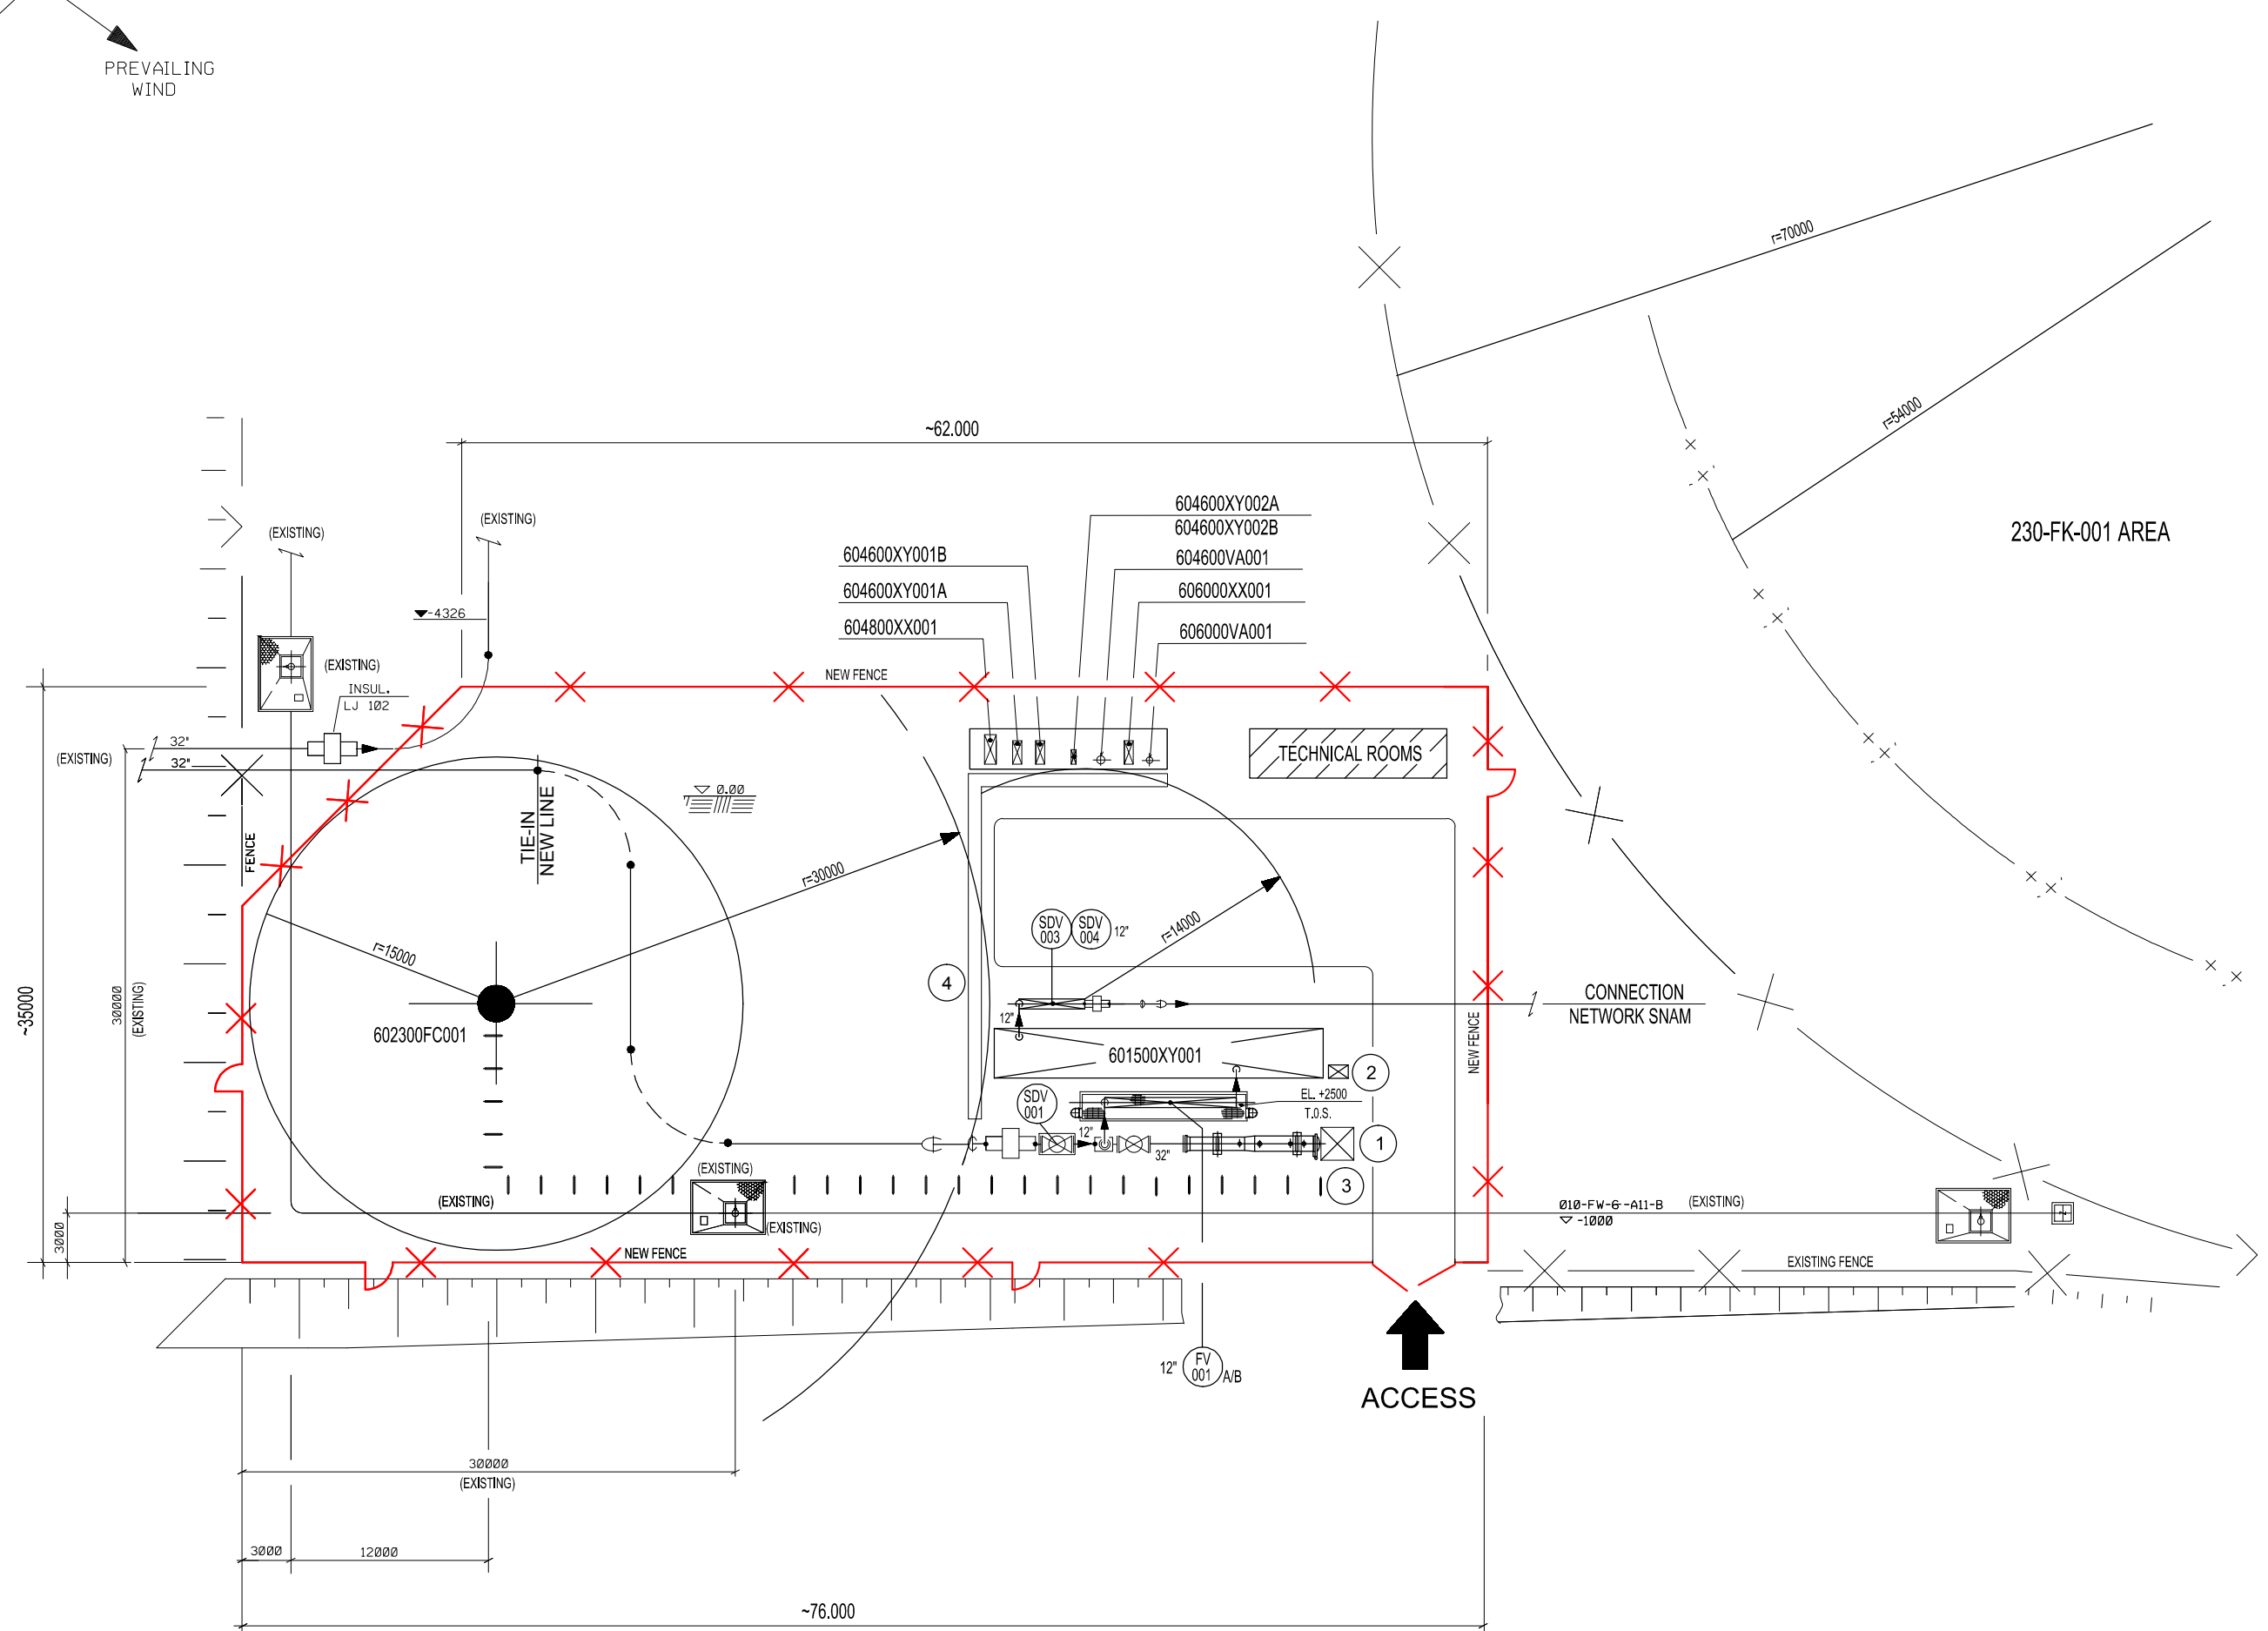 PREVAILING
WIND
r=70000
r=54000
230-FK-001 AREA
~62.000
(EXISTING)
(EXISTING)
604600XY002A
604600XY002B
604600XY001B
604600VA001
604600XY001A
606000XX001
604800XX001
606000VA001
-4326
(EXISTING)
INSUL.
LJ 102
NEW FENCE
32"
(EXISTING)
32"
TECHNICAL ROOMS
0.00
FENCE
TIE-IN
NEW LINE
r=30000
r=15000
r=14000
SDV
003
SDV
004
12"
4
~35000
30000
(EXISTING)
602300FC001
12"
CONNECTION
NETWORK SNAM
601500XY001
2
NEW FENCE
SDV
001
EL. +2500
T.O.S.
12"
32"
1
3
(EXISTING)
(EXISTING)
(EXISTING)
010-FW-6-A11-B
(EXISTING)
-1000
3000
NEW FENCE
EXISTING FENCE
12"
FV
001
A/B
ACCESS
30000
(EXISTING)
3000
12000
~76.000